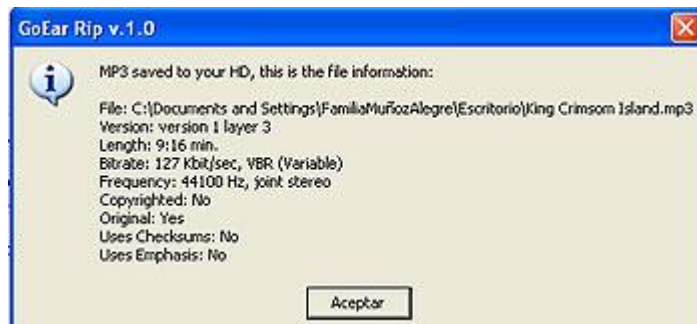 GoEar Rip v.1.0
MP3 saved to your HD, this is the file information:
File: C:\Documents and Settings\FamiliaMuñozAlegre\Escritorio\King Crimsom Island.mp3
Version: version 1 layer 3
Length: 9:16 min.
Bitrate: 127 Kbit/sec, VBR (Variable)
Frequency: 44100 Hz, joint stereo
Copyrighted: No
Original: Yes
Uses Checksums: No
Uses Emphasis: No
Aceptar